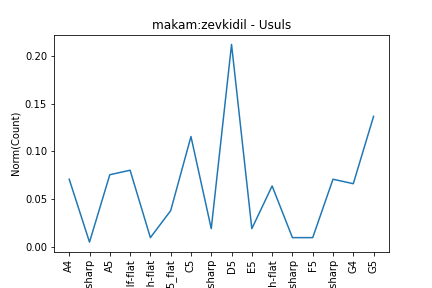 makam:zevkidil - Usuls
0.20
0.15
0.10
0.05
0.00
Norm(Count)
A4
sharp
A5
lf-flat
h-flat
5_flat
C5
sharp
D5
E5
h-flat
sharp
F5
sharp
G4
G5